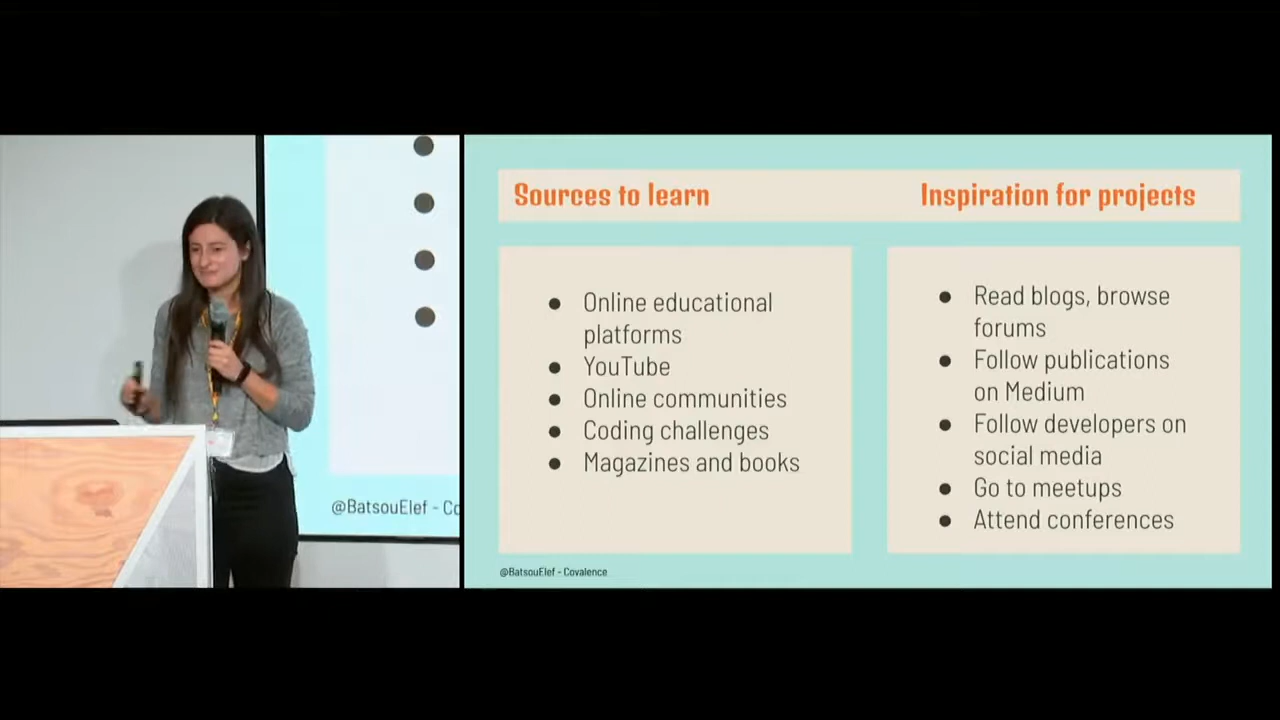 Sources to learn
Inspiration for projects
● Online educational
platforms
● YouTube
● Online communities
● Coding challenges
● Magazines and books
● Read blogs, browse
forums
● Follow publications
on Medium
● Follow developers on
social media
● Go to meetups
● Attend conferences
@BatsouElef - Covalence
@BatsouElef - Co